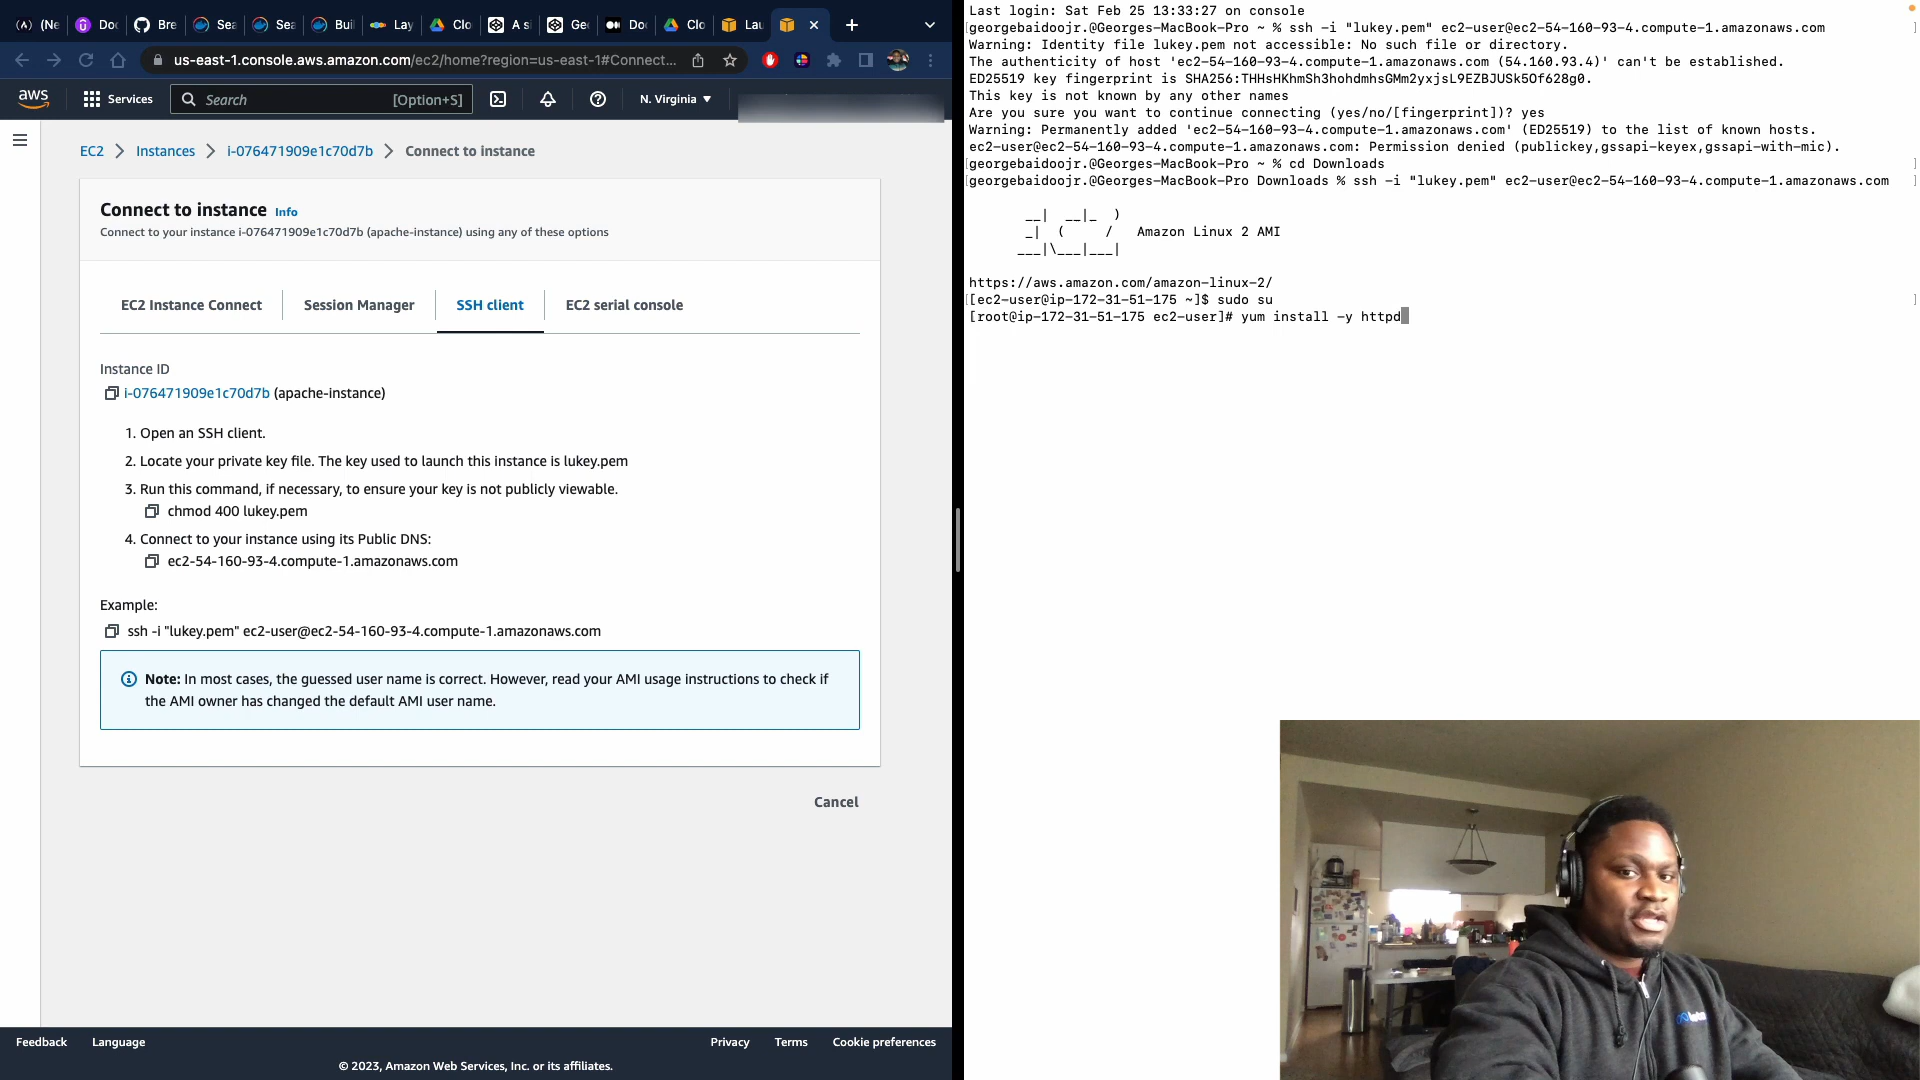 (Ne
Doc
Bre
Sea
Sea
Buil
Lay
Clo
A s
Ge
Do
Clo
Lau
us-east-1.console.aws.amazon.com/ec2/home?region=us-east-1#Connect...
aws
Services
Search
[Option+S]
N. Virginia
EC2
Instances
i-076471909e1c70d7b
Connect to instance
Connect to instance Info
Connect to your instance i-076471909e1c70d7b (apache-instance) using any of these options
EC2 Instance Connect
Session Manager
SSH client
EC2 serial console
Instance ID
i-076471909e1c70d7b (apache-instance)
1. Open an SSH client.
2. Locate your private key file. The key used to launch this instance is lukey.pem
3. Run this command, if necessary, to ensure your key is not publicly viewable.
chmod 400 lukey.pem
4. Connect to your instance using its Public DNS:
ec2-54-160-93-4.compute-1.amazonaws.com
Example:
ssh -i "lukey.pem" ec2-user@ec2-54-160-93-4.compute-1.amazonaws.com
Note: In most cases, the guessed user name is correct. However, read your AMI usage instructions to check if
the AMI owner has changed the default AMI user name.
Cancel
Feedback
Language
Privacy
Terms
Cookie preferences
© 2023, Amazon Web Services, Inc. or its affiliates.
Last login: Sat Feb 25 13:33:27 on console
[georgebaidoojr.@Georges-MacBook-Pro ~ % ssh -i "lukey.pem" ec2-user@ec2-54-160-93-4.compute-1.amazonaws.com ]
Warning: Identity file lukey.pem not accessible: No such file or directory.
The authenticity of host 'ec2-54-160-93-4.compute-1.amazonaws.com (54.160.93.4)' can't be established.
ED25519 key fingerprint is SHA256:THHsHKhmSh3hohdmhsGMm2yxjsL9EZBJUSk5Of628g0.
This key is not known by any other names
Are you sure you want to continue connecting (yes/no/[fingerprint])? yes
Warning: Permanently added 'ec2-54-160-93-4.compute-1.amazonaws.com' (ED25519) to the list of known hosts.
ec2-user@ec2-54-160-93-4.compute-1.amazonaws.com: Permission denied (publickey,gssapi-keyex,gssapi-with-mic).
[georgebaidoojr.@Georges-MacBook-Pro ~ % cd Downloads ]
[georgebaidoojr.@Georges-MacBook-Pro Downloads % ssh -i "lukey.pem" ec2-user@ec2-54-160-93-4.compute-1.amazonaws.com ]
__|  __|_  )
_|  (     /   Amazon Linux 2 AMI
___|\___|___|
https://aws.amazon.com/amazon-linux-2/
[[ec2-user@ip-172-31-51-175 ~]$ sudo su ]
[root@ip-172-31-51-175 ec2-user]# yum install -y httpd